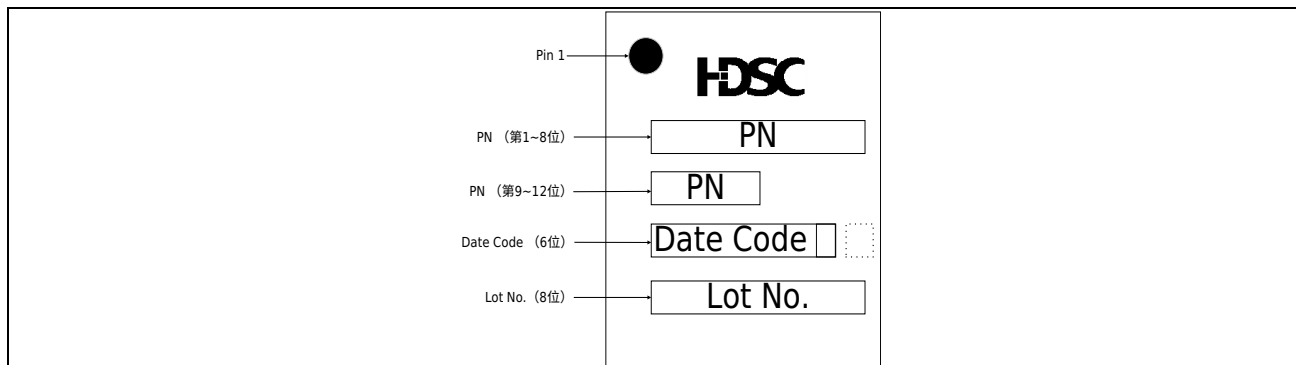 Pin 1
HDSC
PN （第1~8位） PN
PN （第9~12位） PN
Date Code （6位） Date Code
Lot No.（8位） Lot No.